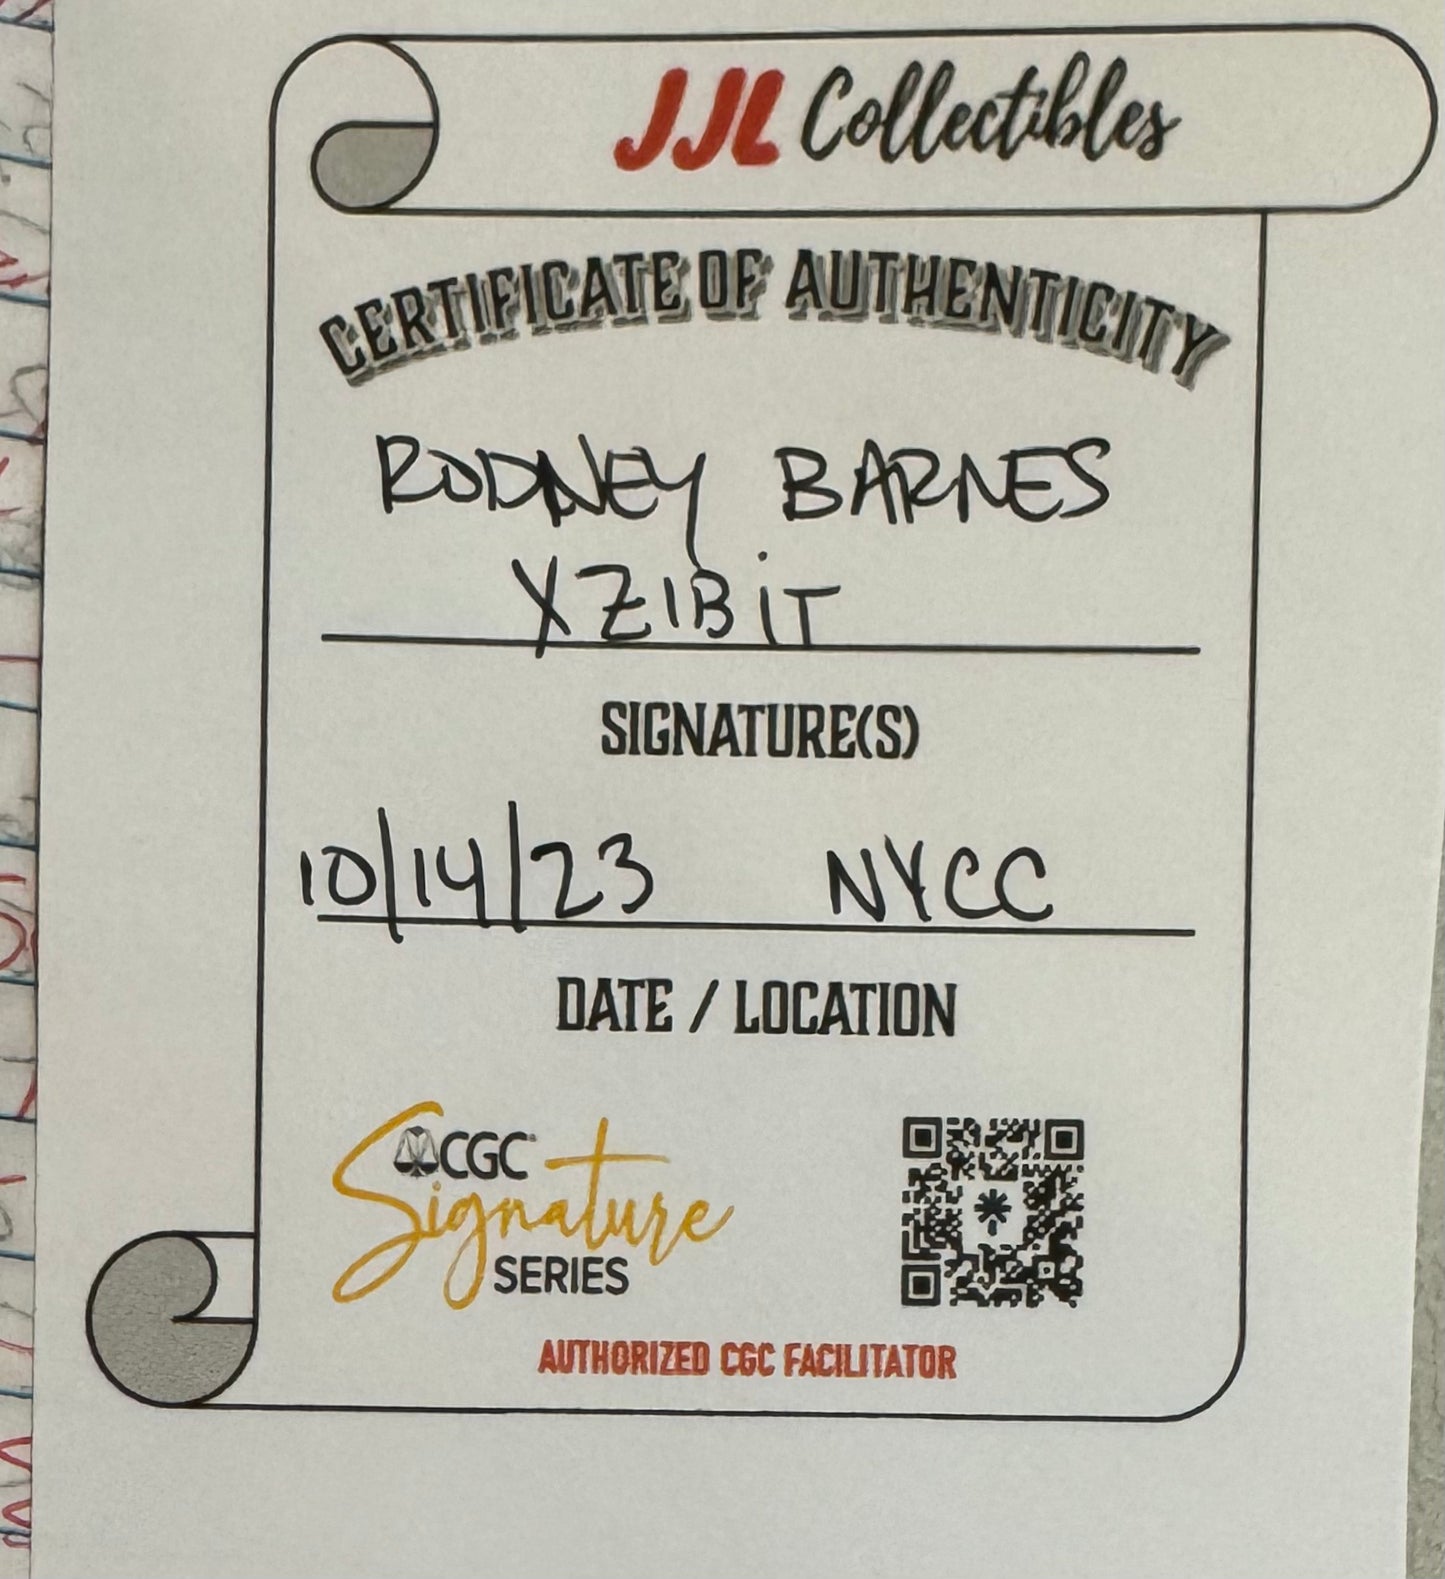 JJL Collectibles
CERTIFICATE OF AUTHENTICITY
RODNEY BARNES
XZIBIT
SIGNATURE(S)
10/14/23 NYCC
DATE / LOCATION
CGC
Signature
SERIES
AUTHORIZED CGC FACILITATOR